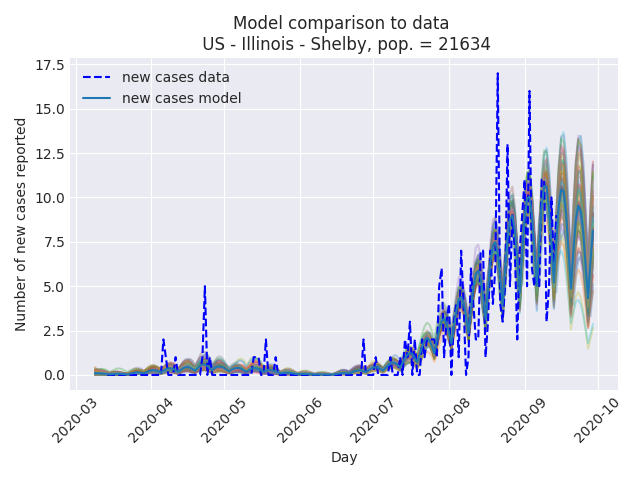 Model comparison to data
US - Illinois - Shelby, pop. = 21634
new cases data
new cases model
Number of new cases reported
17.5
15.0
12.5
10.0
7.5
5.0
2.5
0.0
2020-03
2020-04
2020-05
2020-06
2020-07
2020-08
2020-09
2020-10
Day